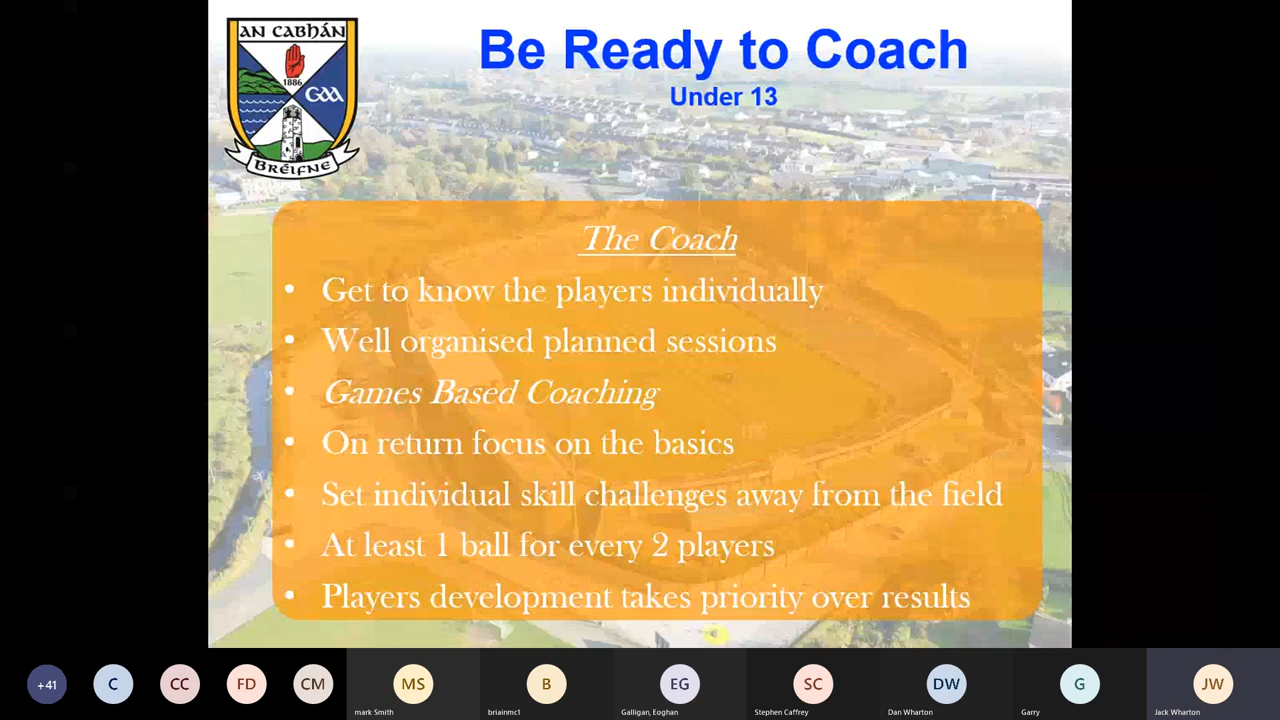 AN CABHÁN
1886
GAA
BRÉIFNE
Be Ready to Coach
Under 13
The Coach
• Get to know the players individually
• Well organised planned sessions
• Games Based Coaching
• On return focus on the basics
• Set individual skill challenges away from the field
• At least 1 ball for every 2 players
• Players development takes priority over results
+41
C
CC
FD
CM
MS
B
EG
SC
DW
G
JW
mark Smith
briainmc1
Galligan, Eoghan
Stephen Caffrey
Dan Wharton
Garry
Jack Wharton